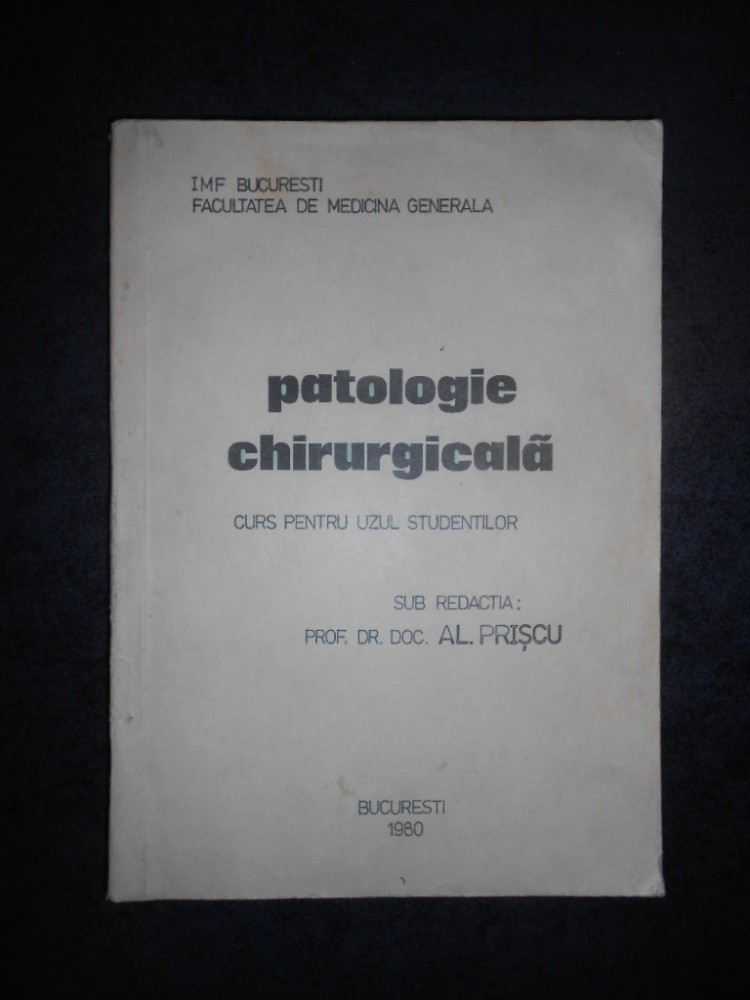 IMF BUCURESTI
FACULTATEA DE MEDICINA GENERALA
patologie
chirurgicală
CURS PENTRU UZUL STUDENTILOR
SUB REDACTIA:
PROF. DR. DOC. AL. PRIȘCU
BUCURESTI
1980